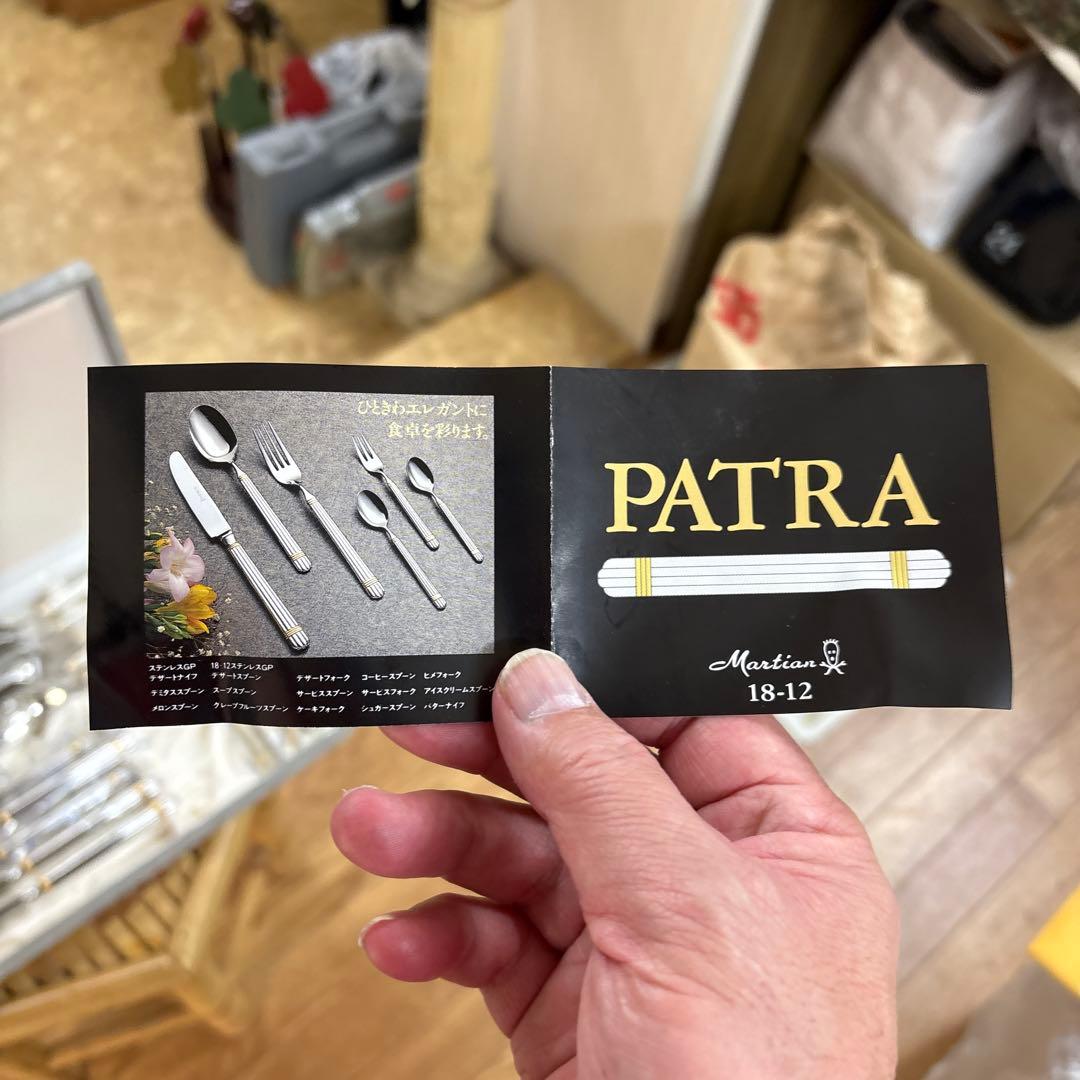 ひときわエレガントに
食卓を彩ります。
ステンレスGP 18-12ステンレスGP
デザートナイフ デザートスプーン デザートフォーク コーヒースプーン ヒメフォーク
デミタススプーン スープスプーン サービススプーン サービスフォーク アイスクリームスプーン
メロンスプーン グレープフルーツスプーン ケーキフォーク シュガースプーン バターナイフ
PATRA
Martian
18-12